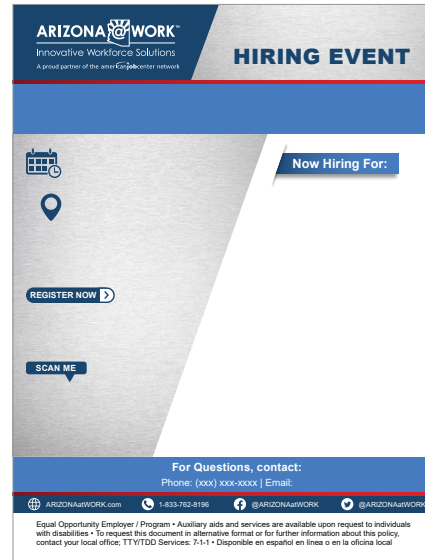 ARIZONA@WORK™
Innovative Workforce Solutions
A proud partner of the americanjobcenter network
HIRING EVENT
Now Hiring For:
REGISTER NOW
SCAN ME
For Questions, contact:
Phone: (xxx) xxx-xxxx | Email:
ARIZONAatWORK.com 1-833-762-8196 @ARIZONAatWORK @ARIZONAatWORK
Equal Opportunity Employer / Program • Auxiliary aids and services are available upon request to individuals
with disabilities • To request this document in alternative format or for further information about this policy,
contact your local office; TTY/TDD Services: 7-1-1 • Disponible en español en línea o en la oficina local